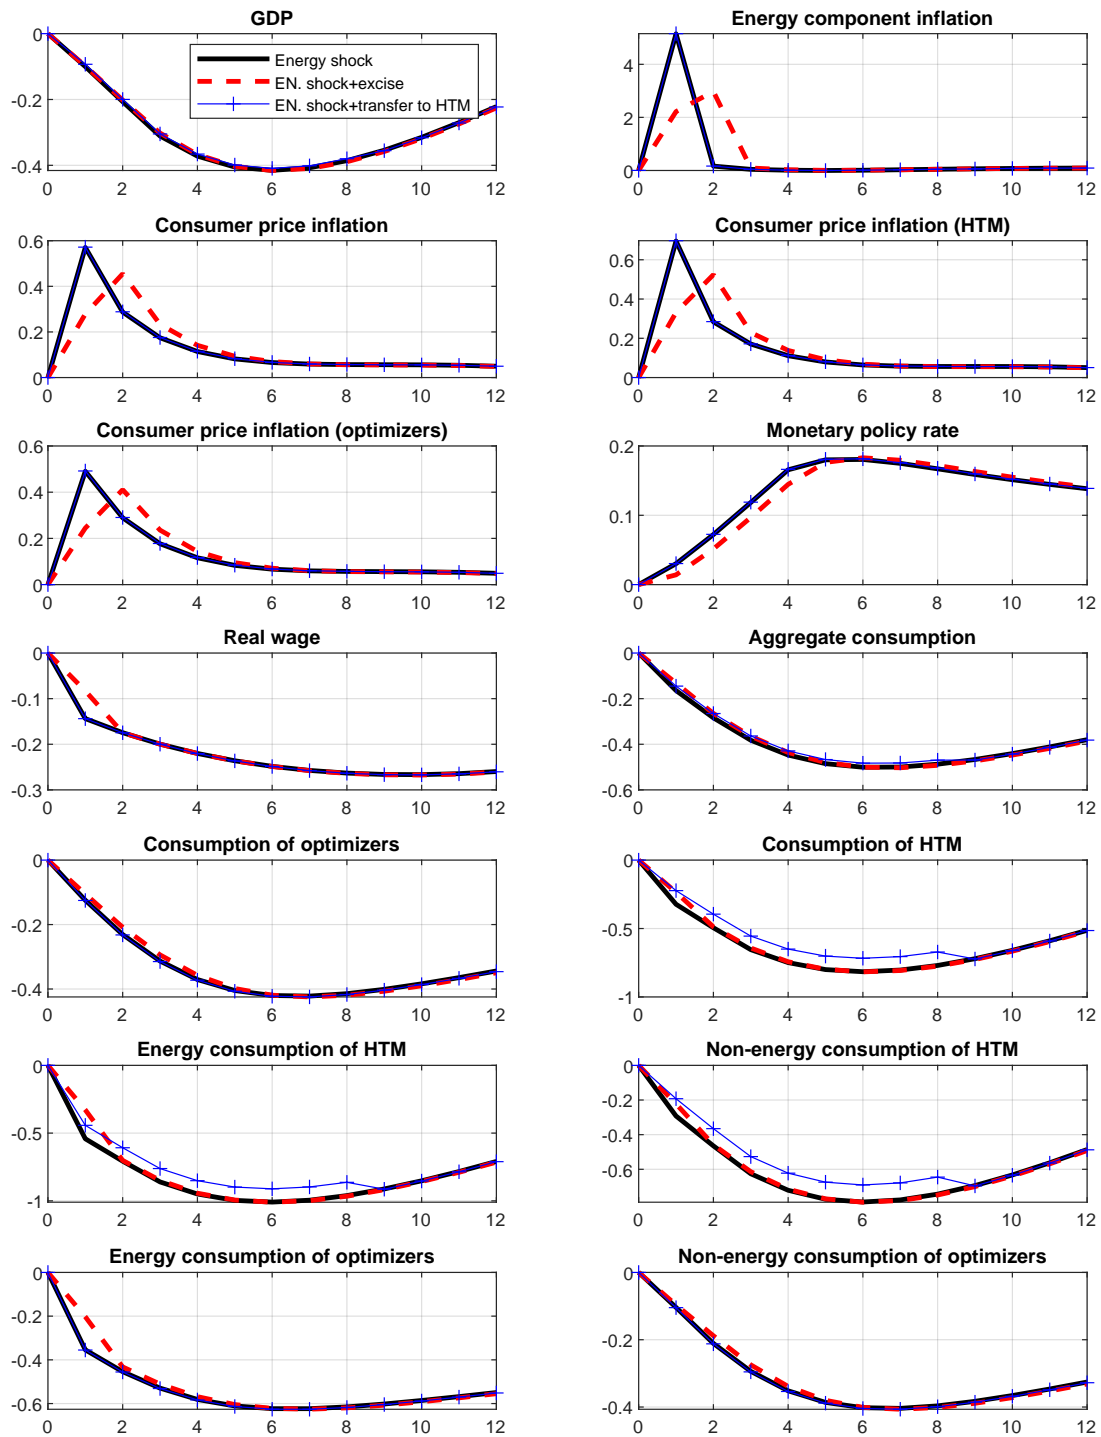 GDP
0
-0.2
-0.4
0 2 4 6 8 10 12
Energy shock
EN. shock+excise
EN. shock+transfer to HTM
Energy component inflation
4
2
0
0 2 4 6 8 10 12
Consumer price inflation
0.6
0.4
0.2
0
0 2 4 6 8 10 12
Consumer price inflation (HTM)
0.6
0.4
0.2
0
0 2 4 6 8 10 12
Consumer price inflation (optimizers)
0.6
0.4
0.2
0
0 2 4 6 8 10 12
Monetary policy rate
0.2
0.1
0
0 2 4 6 8 10 12
Real wage
0
-0.1
-0.2
-0.3
0 2 4 6 8 10 12
Aggregate consumption
0
-0.2
-0.4
-0.6
0 2 4 6 8 10 12
Consumption of optimizers
0
-0.2
-0.4
0 2 4 6 8 10 12
Consumption of HTM
0
-0.5
-1
0 2 4 6 8 10 12
Energy consumption of HTM
0
-0.5
-1
0 2 4 6 8 10 12
Non-energy consumption of HTM
0
-0.2
-0.4
-0.6
0 2 4 6 8 10 12
Energy consumption of optimizers
0
-0.2
-0.4
-0.6
0 2 4 6 8 10 12
Non-energy consumption of optimizers
0
-0.2
-0.4
0 2 4 6 8 10 12